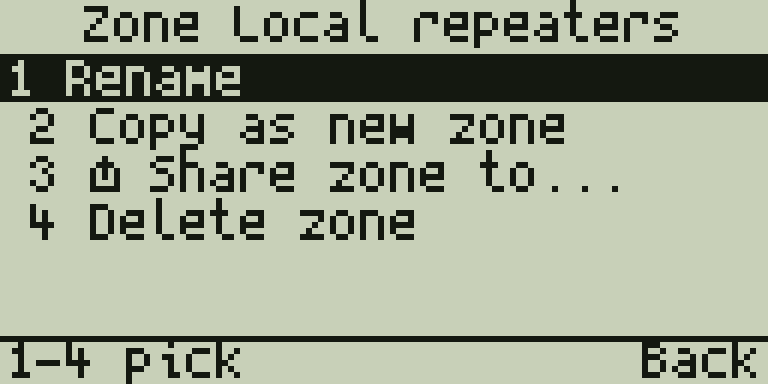 Zone Local repeaters
1 Rename
2 Copy as new zone
3 Share zone to...
4 Delete zone
1-4 pick Back